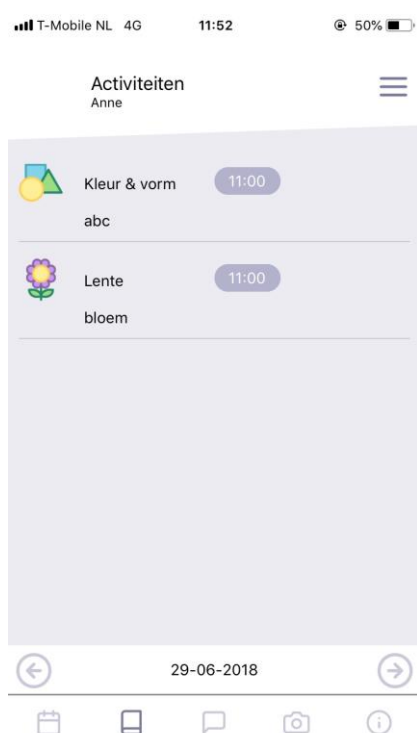 T-Mobile NL 4G 11:52 50%
Activiteiten
Anne
Kleur & vorm 11:00
abc
Lente 11:00
bloem
29-06-2018